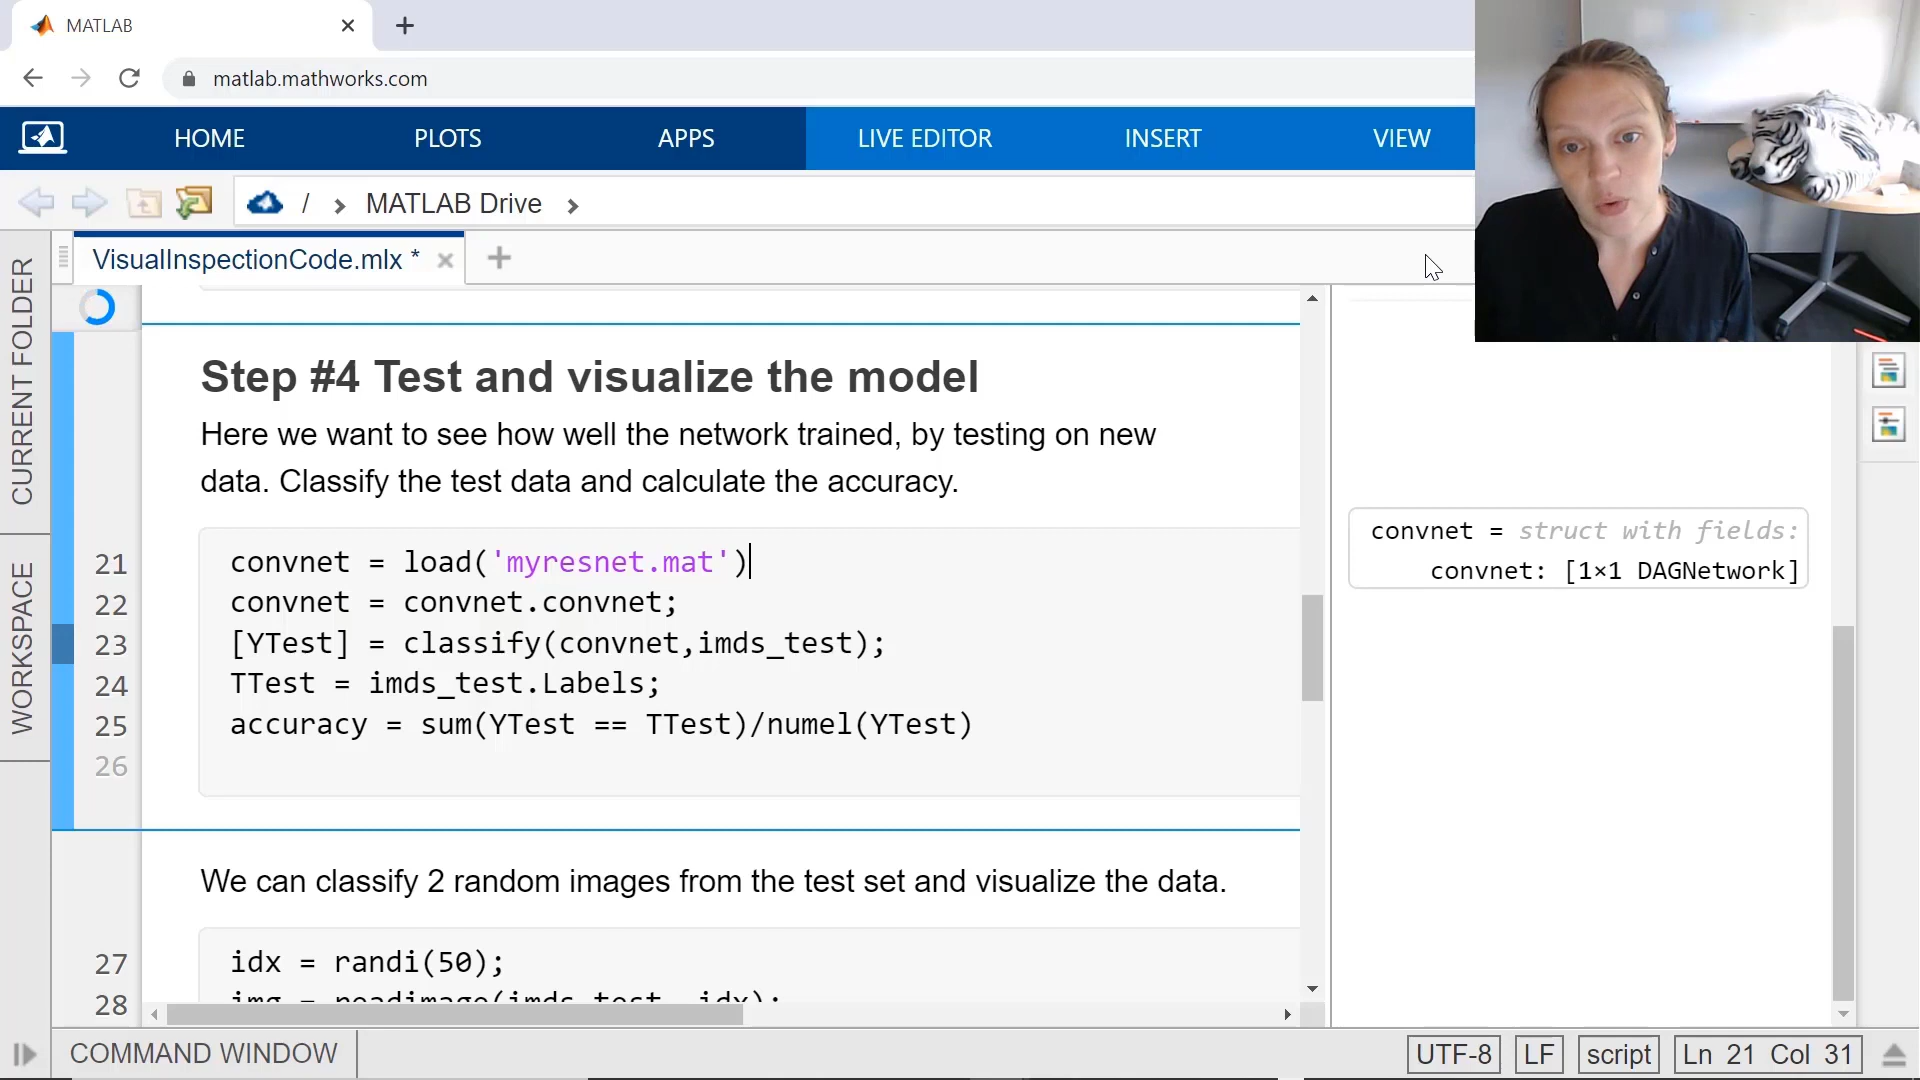 MATLAB
matlab.mathworks.com
HOME PLOTS APPS LIVE EDITOR INSERT VIEW
/ MATLAB Drive
VisualInspectionCode.mlx *
CURRENT FOLDER
WORKSPACE
Step #4 Test and visualize the model
Here we want to see how well the network trained, by testing on new
data. Classify the test data and calculate the accuracy.
21 convnet = load('myresnet.mat')
22 convnet = convnet.convnet;
23 [YTest] = classify(convnet,imds_test);
24 TTest = imds_test.Labels;
25 accuracy = sum(YTest == TTest)/numel(YTest)
26
convnet = struct with fields:
convnet: [1×1 DAGNetwork]
We can classify 2 random images from the test set and visualize the data.
27 idx = randi(50);
28 img = readimage(imds_test, idx);
COMMAND WINDOW
UTF-8 LF script Ln 21 Col 31